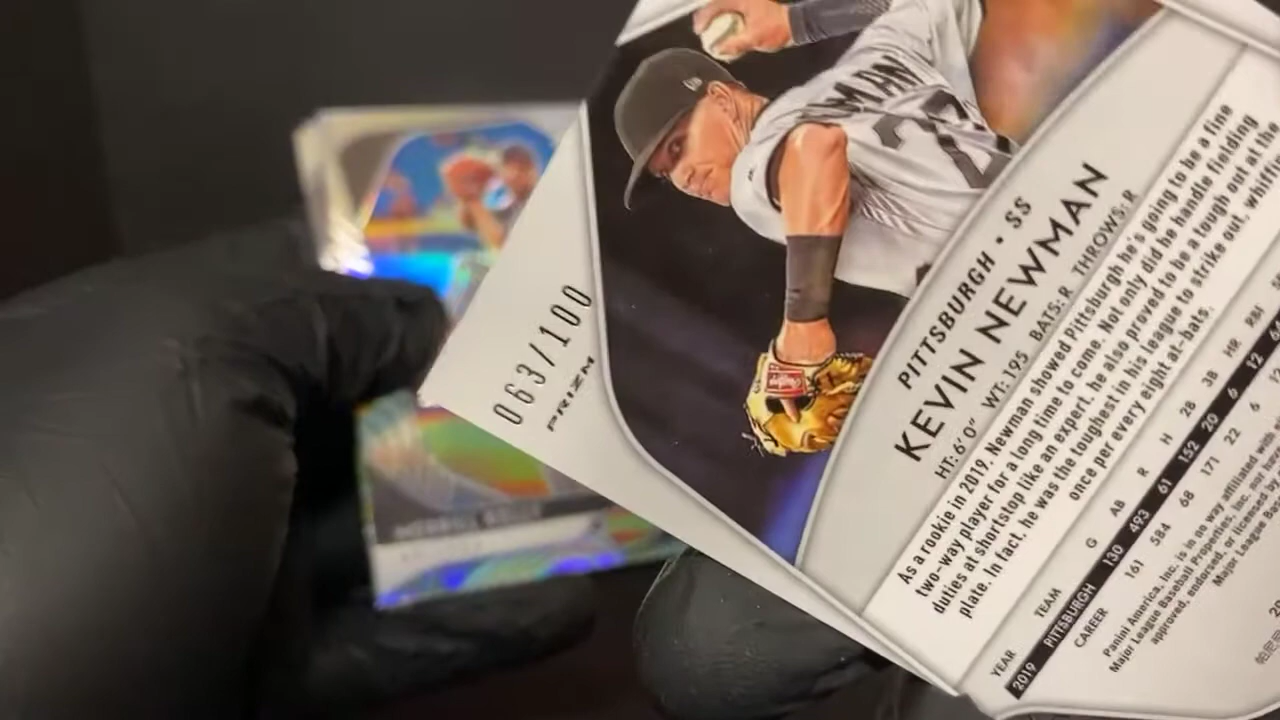 MAN
27
063/100
PRIZM
PITTSBURGH • SS
KEVIN NEWMAN
HT: 6'0" WT: 195 BATS: R THROWS: R
As a rookie in 2019, Newman showed Pittsburgh he's going to be a fine
two-way player for a long time to come. Not only did he handle fielding
duties at shortstop like an expert, he also proved to be a tough out at the
plate. In fact, he was the toughest in his league to strike out, whiffing
once per every eight at-bats.
YEAR TEAM G AB R H 2B 3B HR RBI
2019 PITTSBURGH 130 493 61 152 20 6 12
CAREER 161 584 68 171 22 6
Panini America, Inc. is in no way affiliated with
Major League Baseball Properties, Inc. nor
approved, endorsed, or licensed by
Major League Baseball